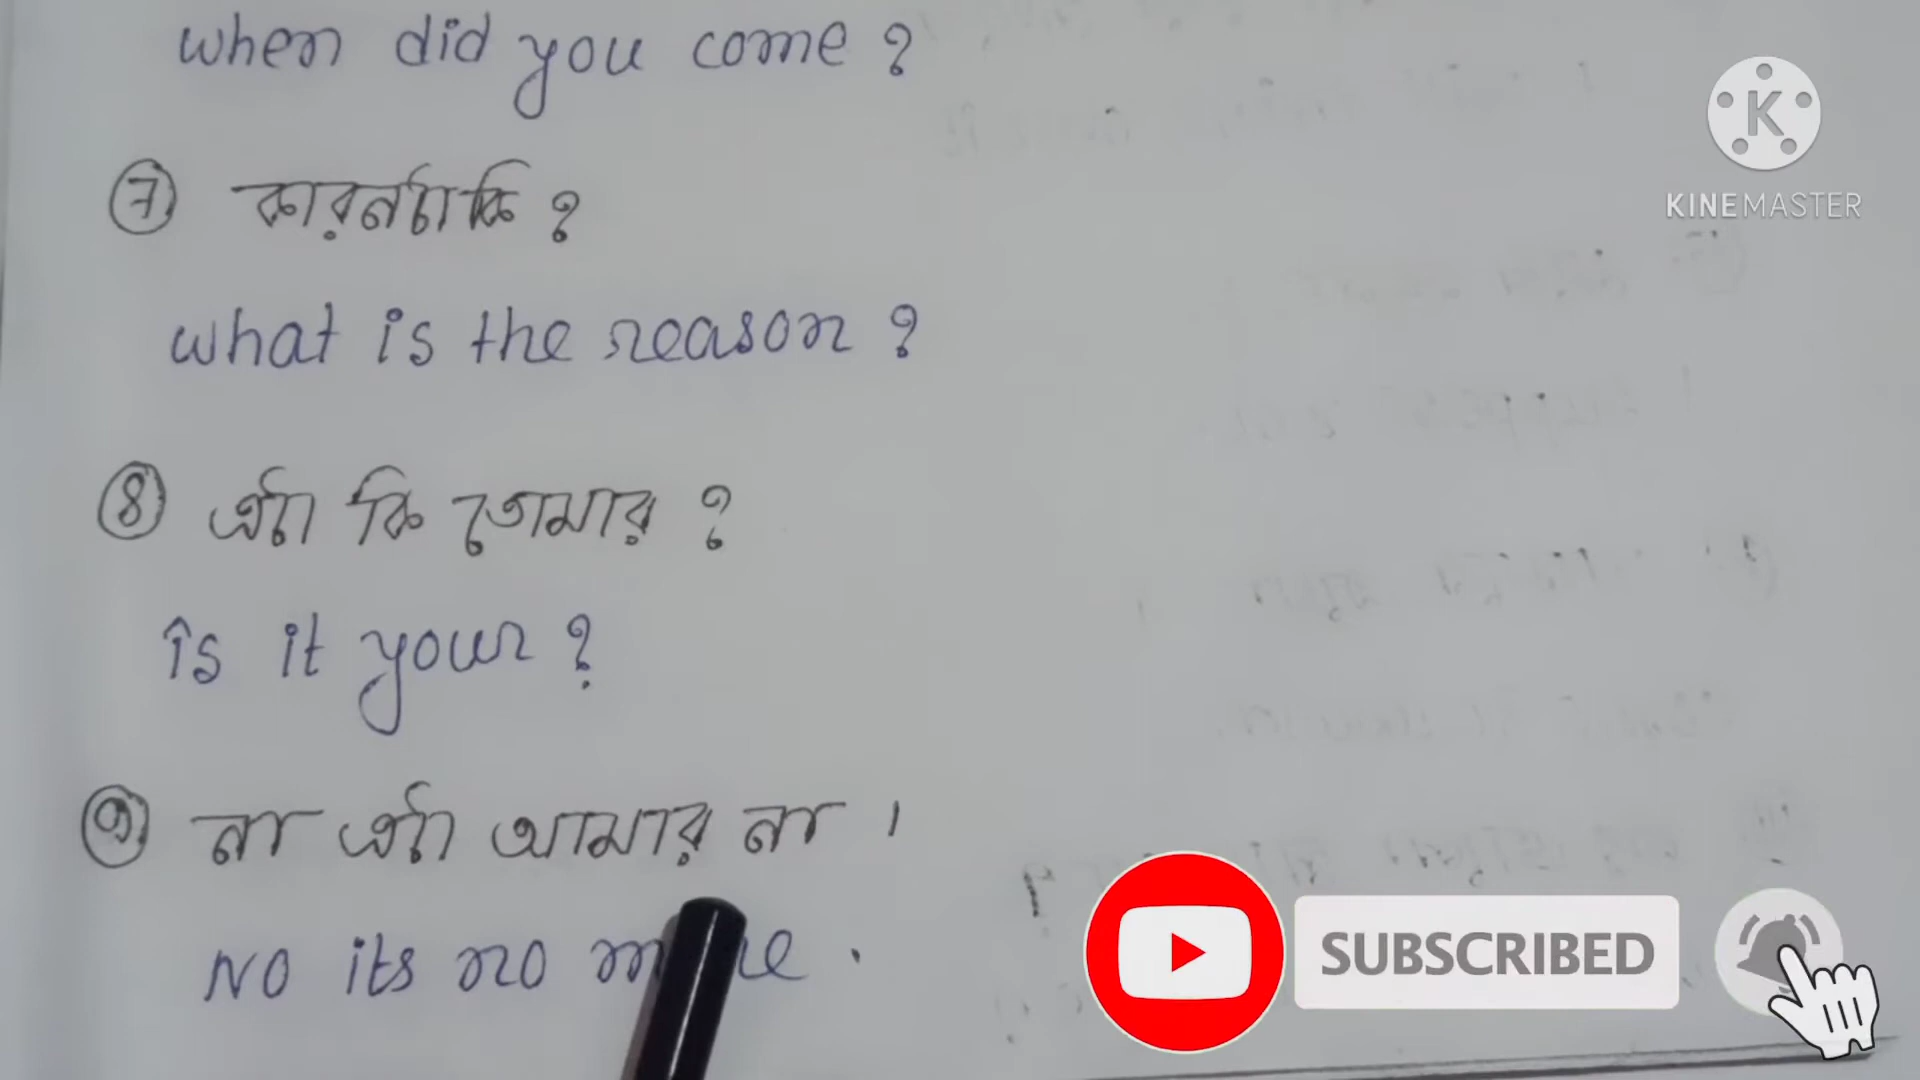 when did you come ?
⑦ কারনটা কি ?
what is the reason ?
⑧ এটা কি তোমার ?
is it your ?
⑨ না এটা আমার না ।
NO its no
K
KINEMASTER
SUBSCRIBED